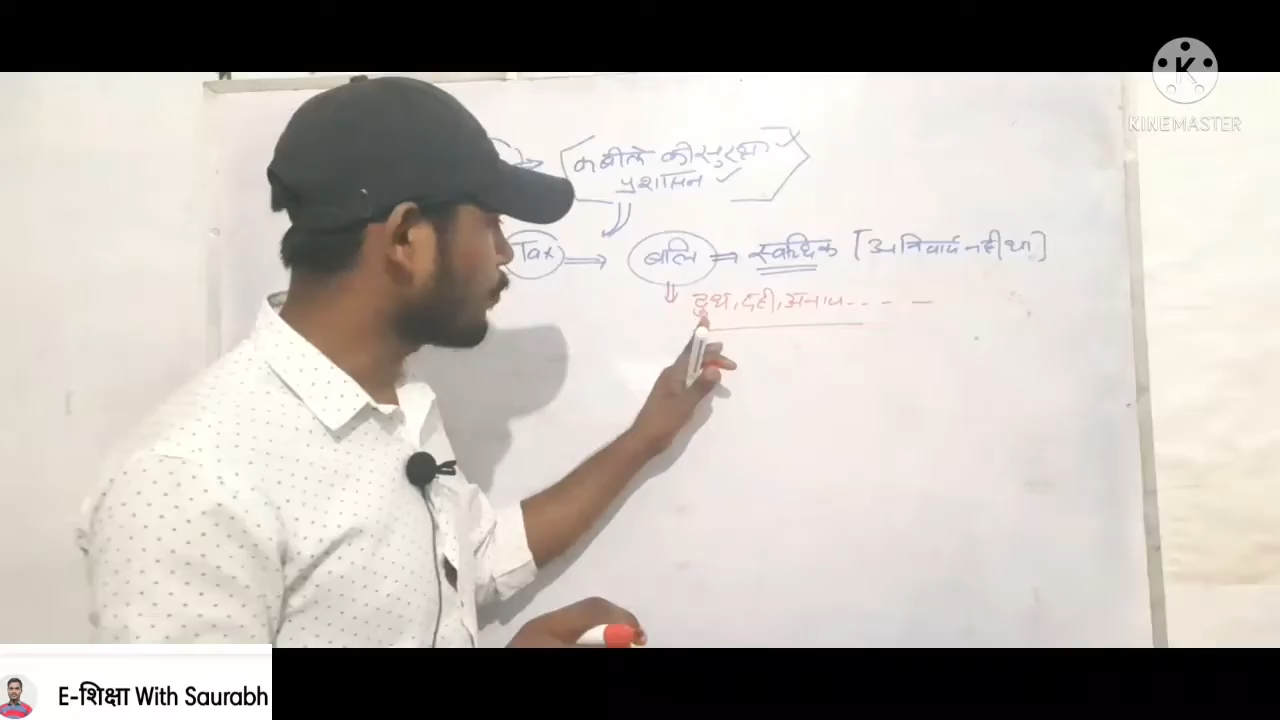 KINEMASTER
कबीले की सुरक्षा
प्रशासन
Tax ⇒ बलि ⇒ स्वैच्छिक [अनिवार्य नही था]
दुध, दही, अनाज - - - -
E-शिक्षा With Saurabh